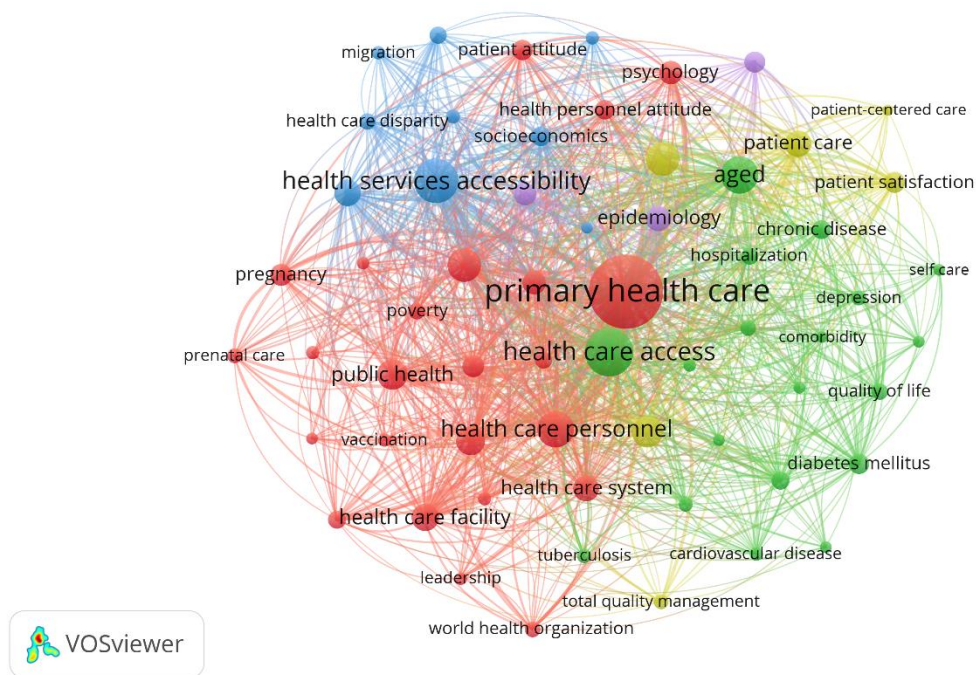 migration
patient attitude
psychology
health personnel attitude
patient-centered care
health care disparity
socioeconomics
patient care
health services accessibility
aged
patient satisfaction
epidemiology
chronic disease
hospitalization
pregnancy
self care
primary health care
depression
poverty
comorbidity
prenatal care
health care access
public health
quality of life
vaccination
health care personnel
diabetes mellitus
health care system
health care facility
tuberculosis
cardiovascular disease
leadership
total quality management
world health organization
VOSviewer